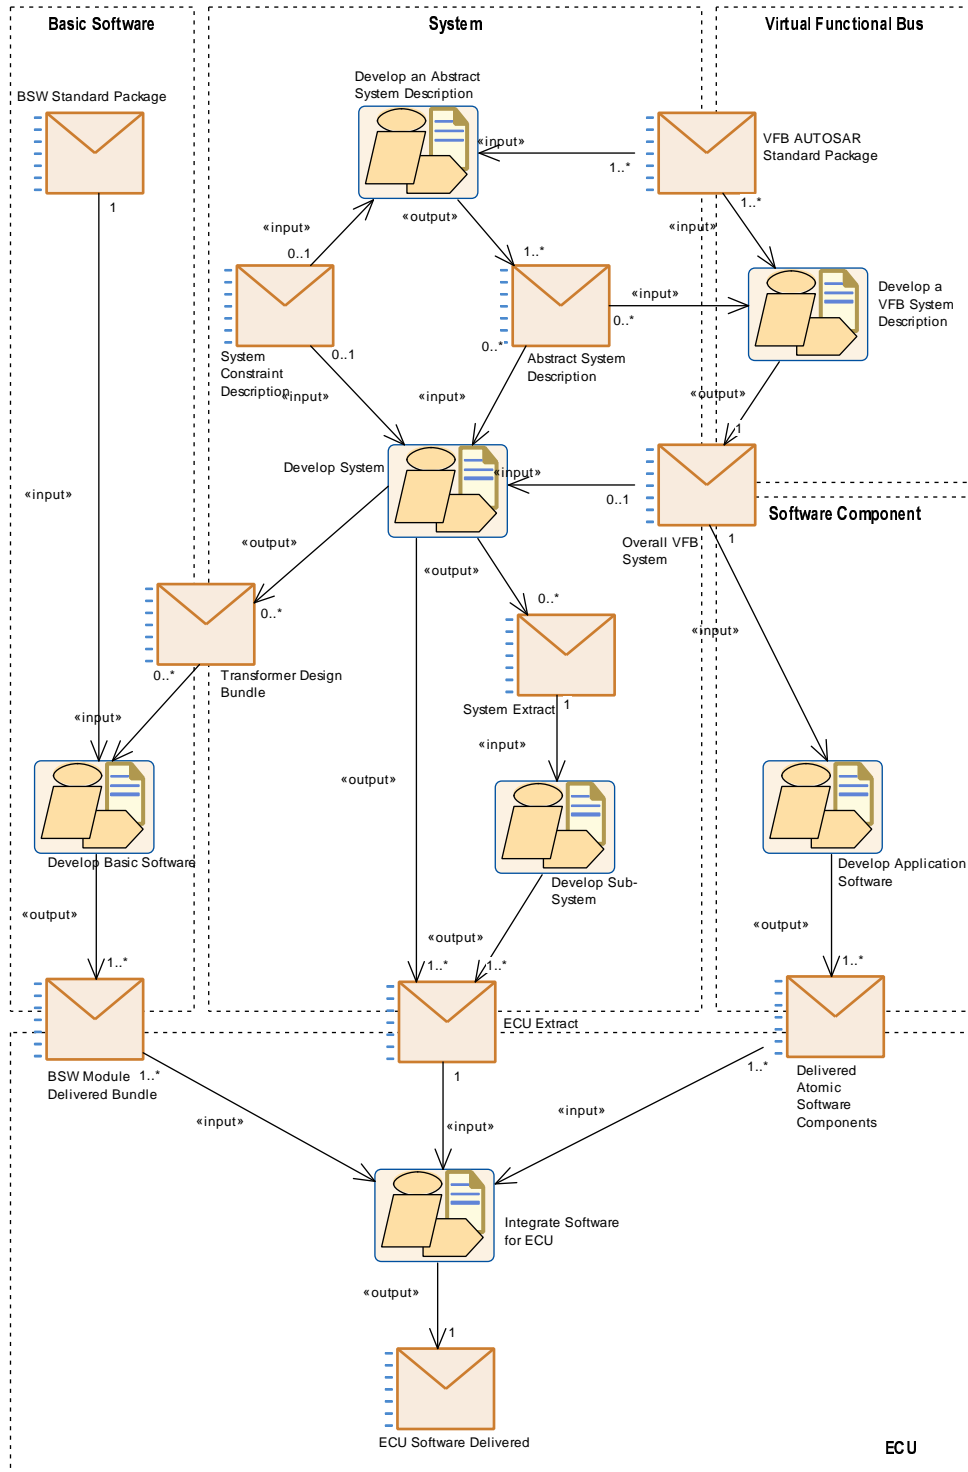 Basic Software
System
Virtual Functional Bus
Develop an Abstract
System Description
BSW Standard Package
«input»
VFB AUTOSAR
Standard Package
1..*
1
1..*
«output»
«input»
«input»
0..1
1..*
Develop a
VFB System
Description
«input»
0..*
0..1
0..*
System
Constraint
Description
Abstract System
Description
«input»
«input»
«output»
1
Develop System
«input»
«input»
0..1
Software Component
1
Overall VFB
System
«output»
«output»
0..*
0..*
«input»
0..*
Transformer Design
Bundle
System Extract
1
«input»
«input»
«output»
Develop Basic Software
Develop Sub-
System
Develop Application
Software
«output»
«output»
«output»
1..*
1..*
1..*
1..*
ECU Extract
BSW Module
Delivered Bundle
1..*
1
1..*
Delivered
Atomic
Software
Components
«input»
«input»
«input»
Integrate Software
for ECU
«output»
1
ECU Software Delivered
ECU